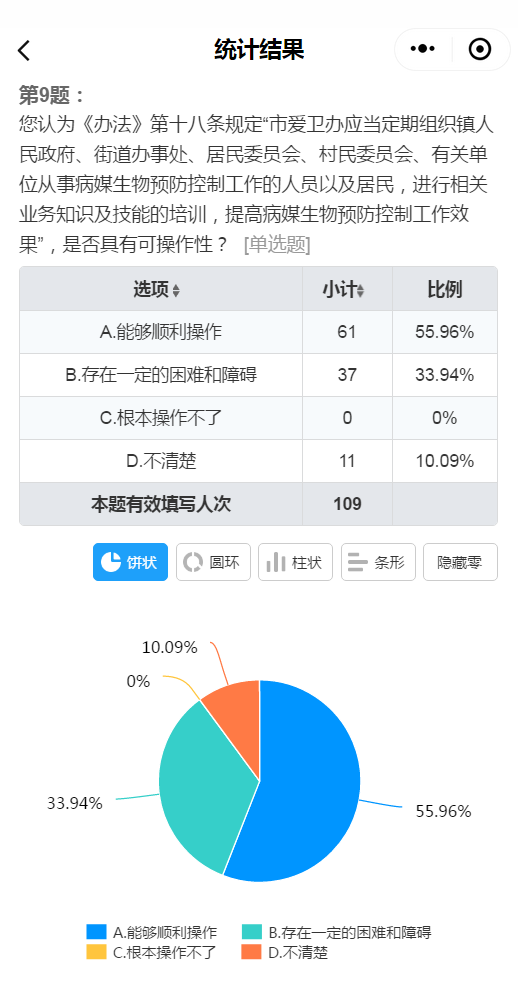 统计结果
第9题：
您认为《办法》第十八条规定“市爱卫办应当定期组织镇人
民政府、街道办事处、居民委员会、村民委员会、有关单
位从事病媒生物预防控制工作的人员以及居民，进行相关
业务知识及技能的培训，提高病媒生物预防控制工作效
果”，是否具有可操作性？ [单选题]
选项 小计 比例
A.能够顺利操作 61 55.96%
B.存在一定的困难和障碍 37 33.94%
C.根本操作不了 0 0%
D.不清楚 11 10.09%
本题有效填写人次 109
饼状 圆环 柱状 条形 隐藏零
10.09%
0%
33.94%
55.96%
A.能够顺利操作 B.存在一定的困难和障碍
C.根本操作不了 D.不清楚